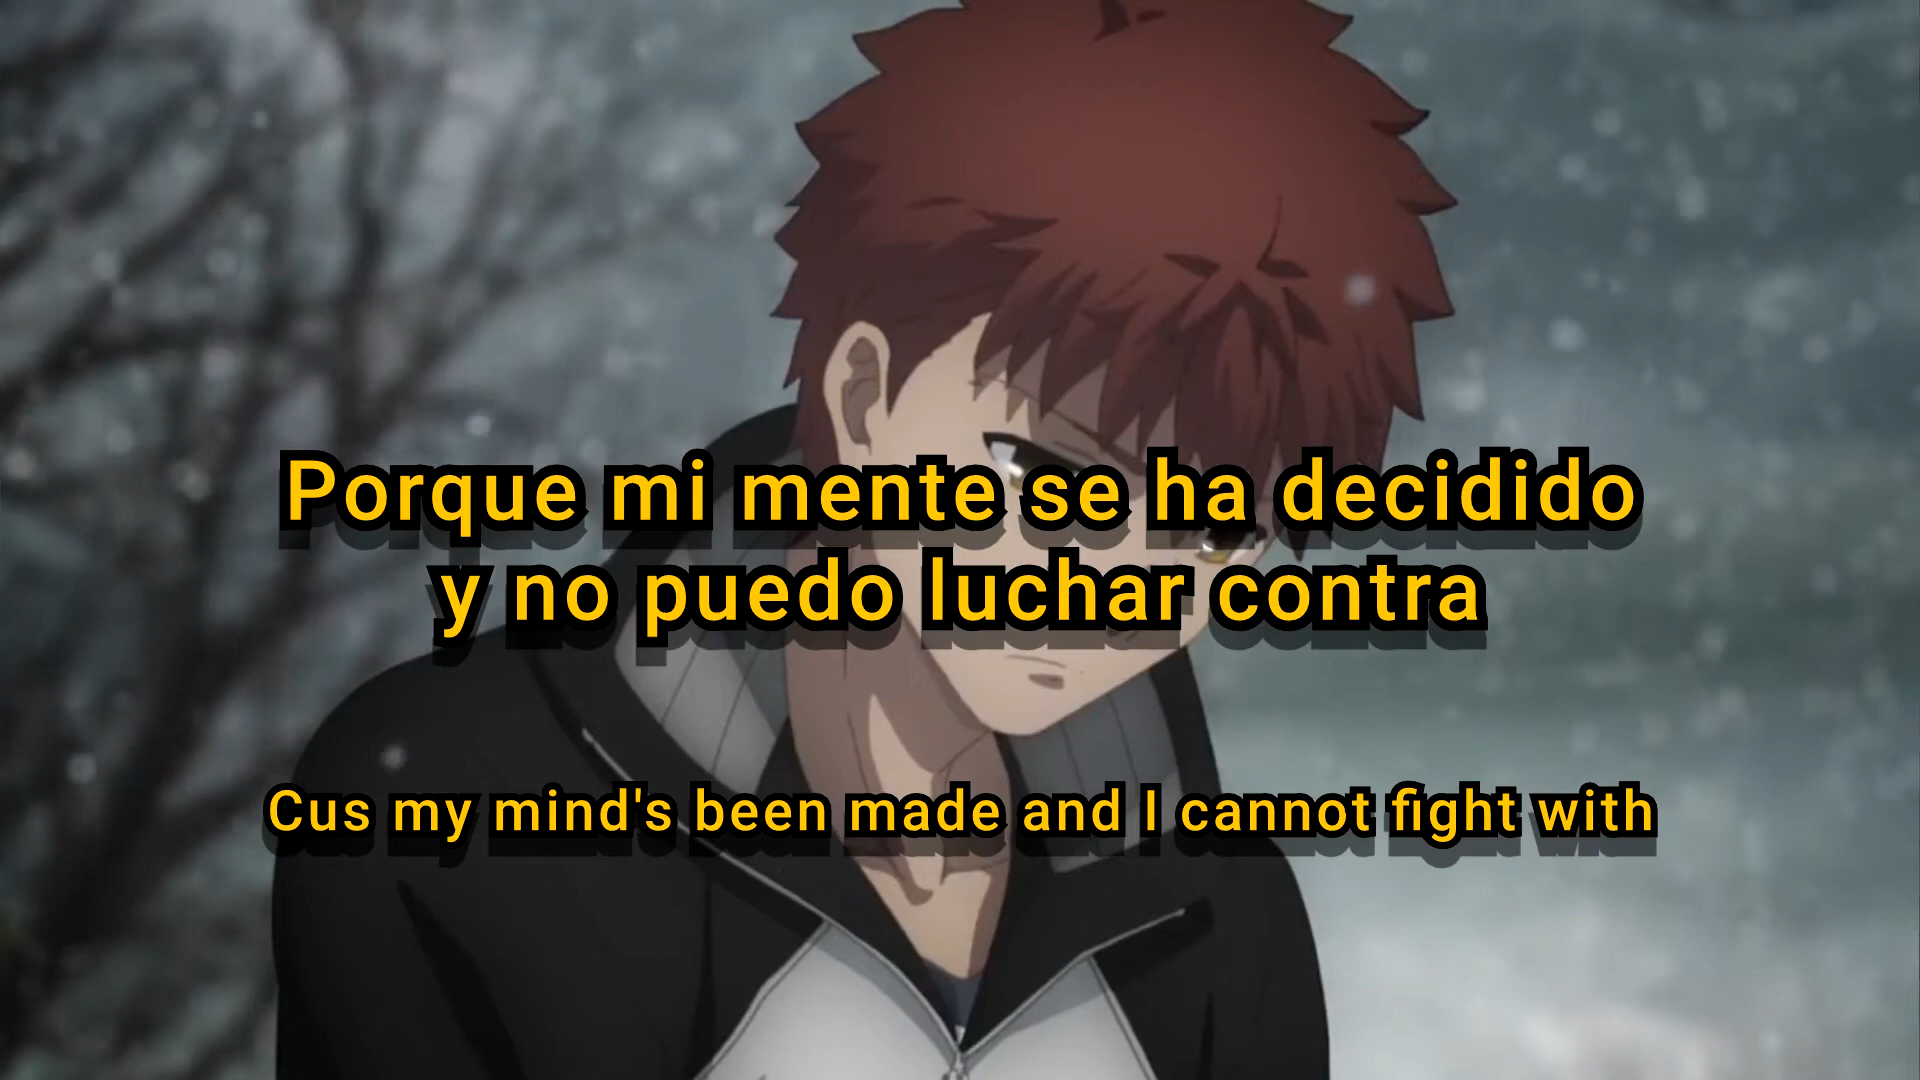 Porque mi mente se ha decidido
y no puedo luchar contra
Cus my mind's been made and I cannot fight with